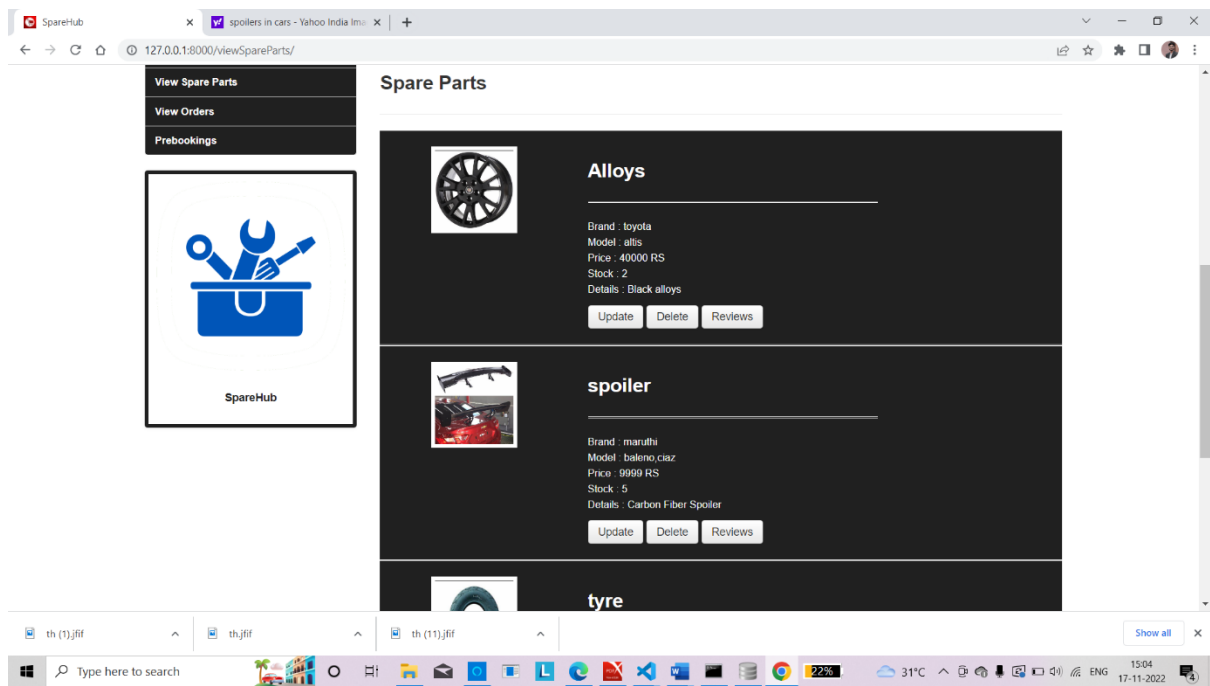 SpareHub
spoilers in cars - Yahoo India Ima
127.0.0.1:8000/viewSpareParts/
View Spare Parts
View Orders
Prebookings
SpareHub
Spare Parts
Alloys
Brand : toyota
Model : altis
Price : 40000 RS
Stock : 2
Details : Black alloys
Update Delete Reviews
spoiler
Brand : maruthi
Model : baleno,ciaz
Price : 9999 RS
Stock : 5
Details : Carbon Fiber Spoiler
Update Delete Reviews
tyre
th (1).jfif
th.jfif
th (11).jfif
Show all
Type here to search
L
22%
31°C
ENG
15:04
17-11-2022
4